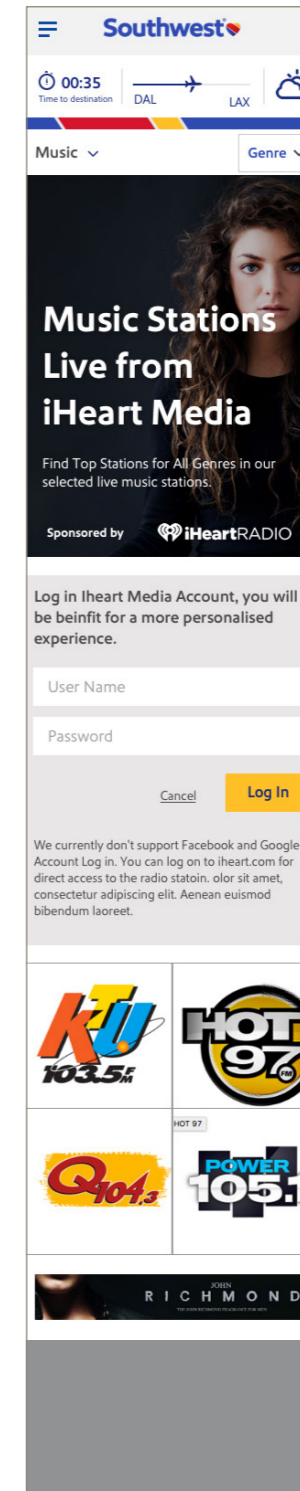 Southwest
00:35
Time to destination
DAL
LAX
Music
Genre
Music Stations
Live from
iHeart Media
Find Top Stations for All Genres in our
selected live music stations.
Sponsored by
iHeartRADIO
Log in Iheart Media Account, you will
be beinfit for a more personalised
experience.
User Name
Password
Cancel
Log In
We currently don't support Facebook and Google
Account Log in. You can log on to iheart.com for
direct access to the radio statoin. olor sit amet,
consectetur adipiscing elit. Aenean euismod
bibendum laoreet.
KTU
103.5
HOT
97
FM
HOT 97
Q104.3
POWER
105.1
JOHN
RICHMOND